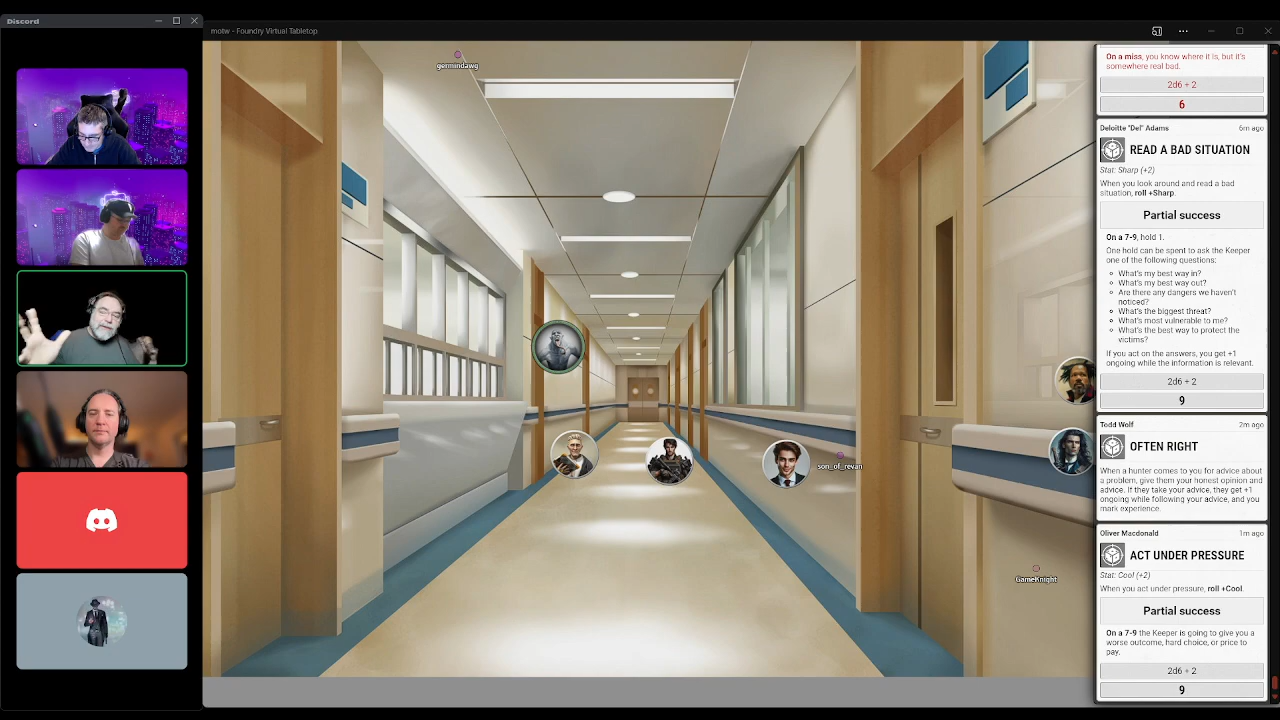 Discord
motw - Foundry Virtual Tabletop
germindawg
son_of_revan
GameKnight
On a miss, you know where it is, but it's
somewhere real bad.
2d6 + 2
6
Deloitte "Del" Adams 6m ago
READ A BAD SITUATION
Stat: Sharp (+2)
When you look around and read a bad
situation, roll +Sharp.
Partial success
On a 7-9, hold 1.
One hold can be spent to ask the Keeper
one of the following questions:
What's my best way in?
What's my best way out?
Are there any dangers we haven't
noticed?
What's the biggest threat?
What's most vulnerable to me?
What's the best way to protect the
victims?
If you act on the answers, you get +1
ongoing while the information is relevant.
2d6 + 2
9
Todd Wolf 2m ago
OFTEN RIGHT
When a hunter comes to you for advice about
a problem, give them your honest opinion and
advice. If they take your advice, they get +1
ongoing while following your advice, and you
mark experience.
Oliver Macdonald 1m ago
ACT UNDER PRESSURE
Stat: Cool (+2)
When you act under pressure, roll +Cool.
Partial success
On a 7-9 the Keeper is going to give you a
worse outcome, hard choice, or price to
pay.
2d6 + 2
9